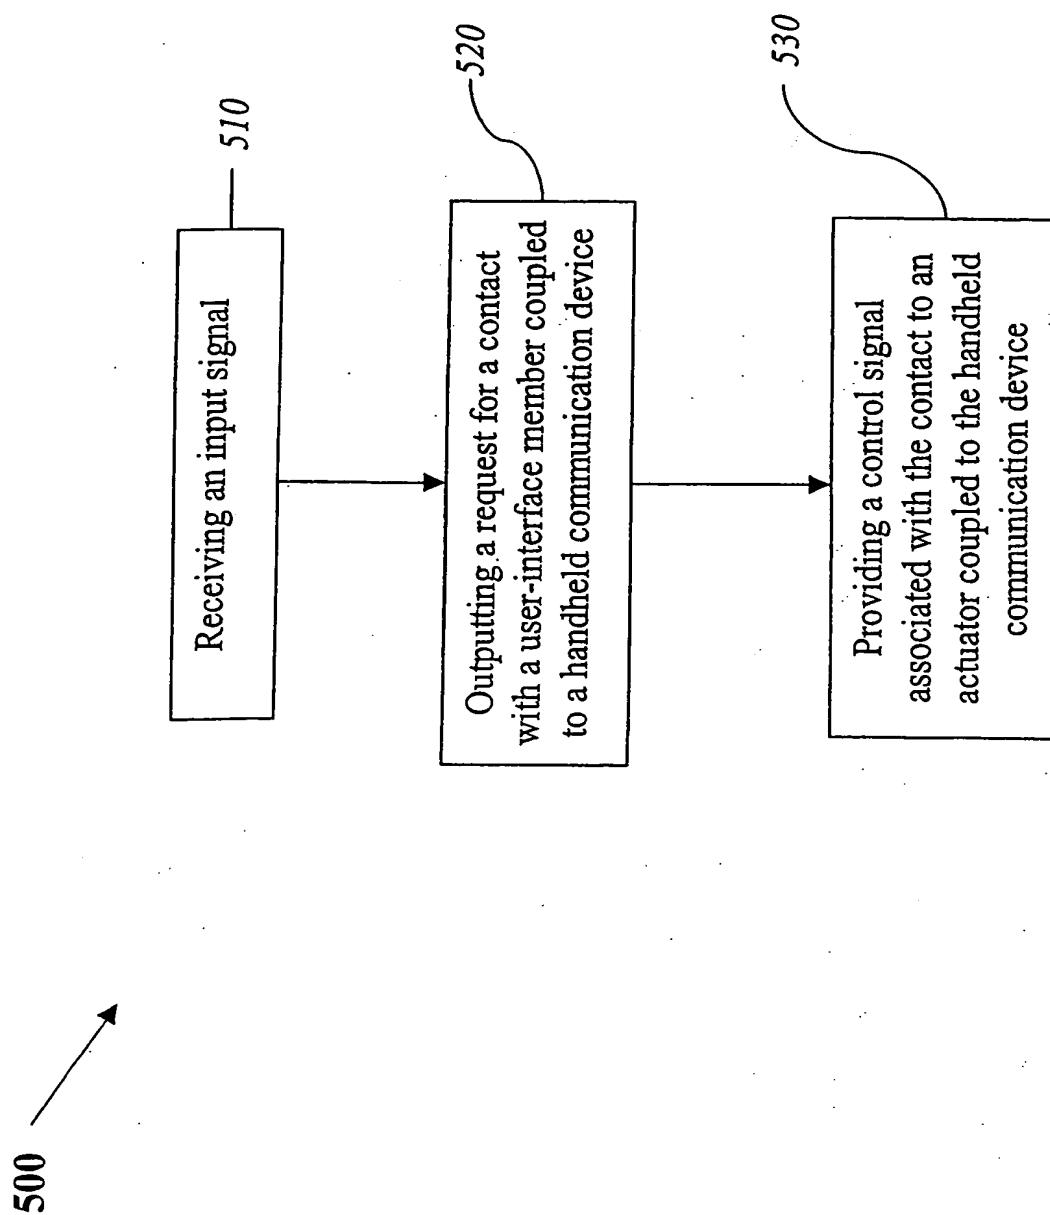 500
Receiving an input signal
510
Outputting a request for a contact
with a user-interface member coupled
to a handheld communication device
520
Providing a control signal
associated with the contact to an
actuator coupled to the handheld
communication device
530